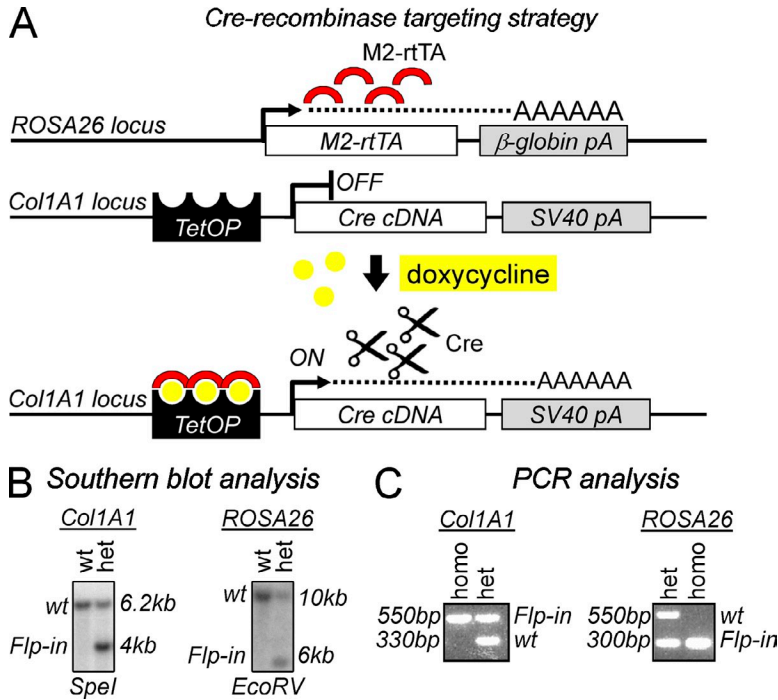 A Cre-recombinase targeting strategy
M2-rtTA
AAAAAA
ROSA26 locus
M2-rtTA
β-globin pA
OFF
Col1A1 locus
TetOP
Cre cDNA
SV40 pA
doxycycline
Cre
ON
AAAAAA
Col1A1 locus
TetOP
Cre cDNA
SV40 pA
B Southern blot analysis
Col1A1
wt het
wt 6.2kb
Flp-in 4kb
SpeI
ROSA26
wt het
wt 10kb
Flp-in 6kb
EcoRV
C PCR analysis
Col1A1
homo het
550bp Flp-in
330bp wt
ROSA26
het homo
550bp wt
300bp Flp-in